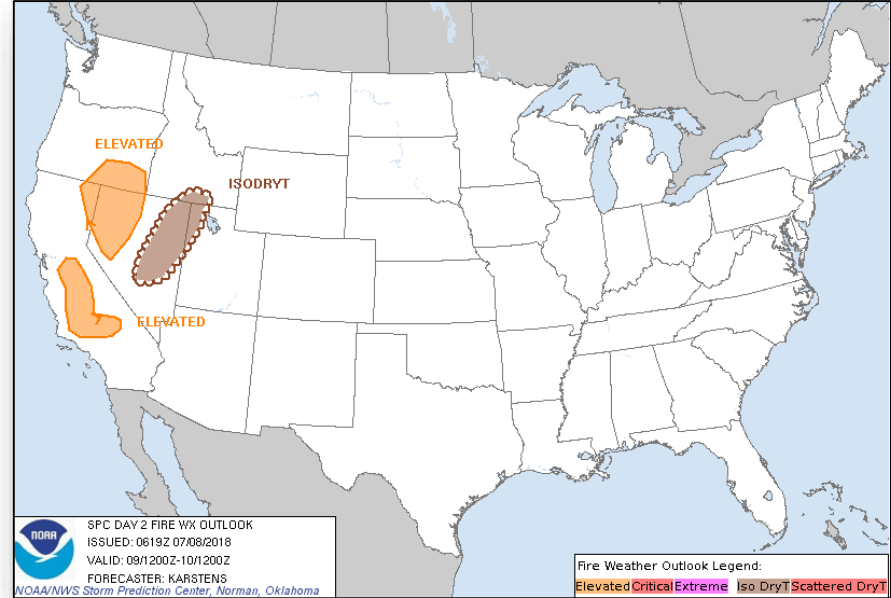 ELEVATED
ISODRYT
ELEVATED
NOAA
SPC DAY 2 FIRE WX OUTLOOK
ISSUED: 0619Z 07/08/2018
VALID: 09/1200Z-10/1200Z
FORECASTER: KARSTENS
NOAA/NWS Storm Prediction Center, Norman, Oklahoma
Fire Weather Outlook Legend:
Elevated Critical Extreme Iso DryT Scattered DryT